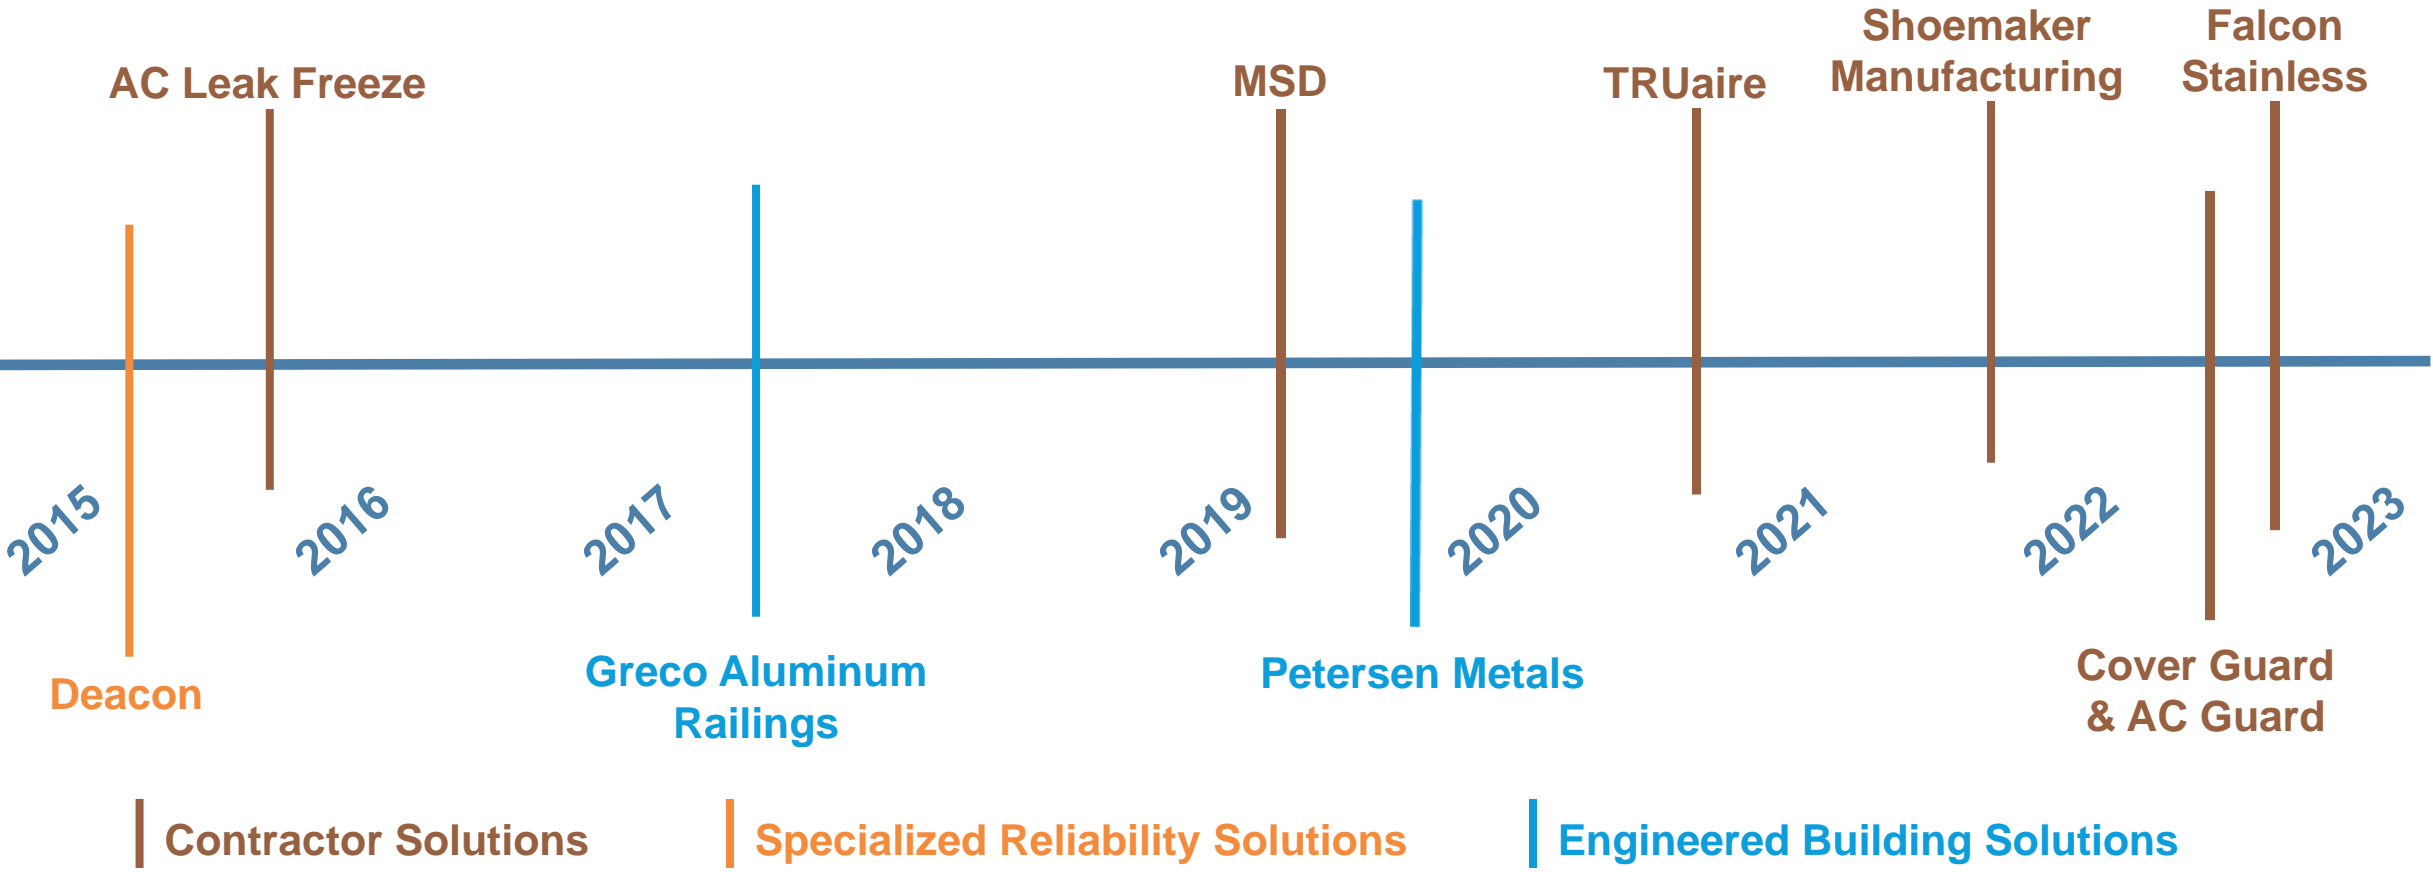 Shoemaker
Manufacturing
Falcon
Stainless
AC Leak Freeze
MSD
TRUaire
2015
2016
2017
2018
2019
2020
2021
2022
2023
Deacon
Greco Aluminum
Railings
Petersen Metals
Cover Guard
& AC Guard
Contractor Solutions
Specialized Reliability Solutions
Engineered Building Solutions